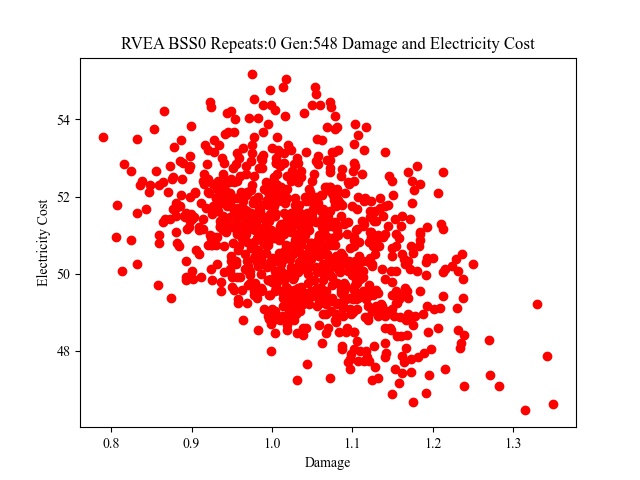 RVEA BSS0 Repeats:0 Gen:548 Damage and Electricity Cost
54
52
50
48
Electricity Cost
0.8 0.9 1.0 1.1 1.2 1.3
Damage